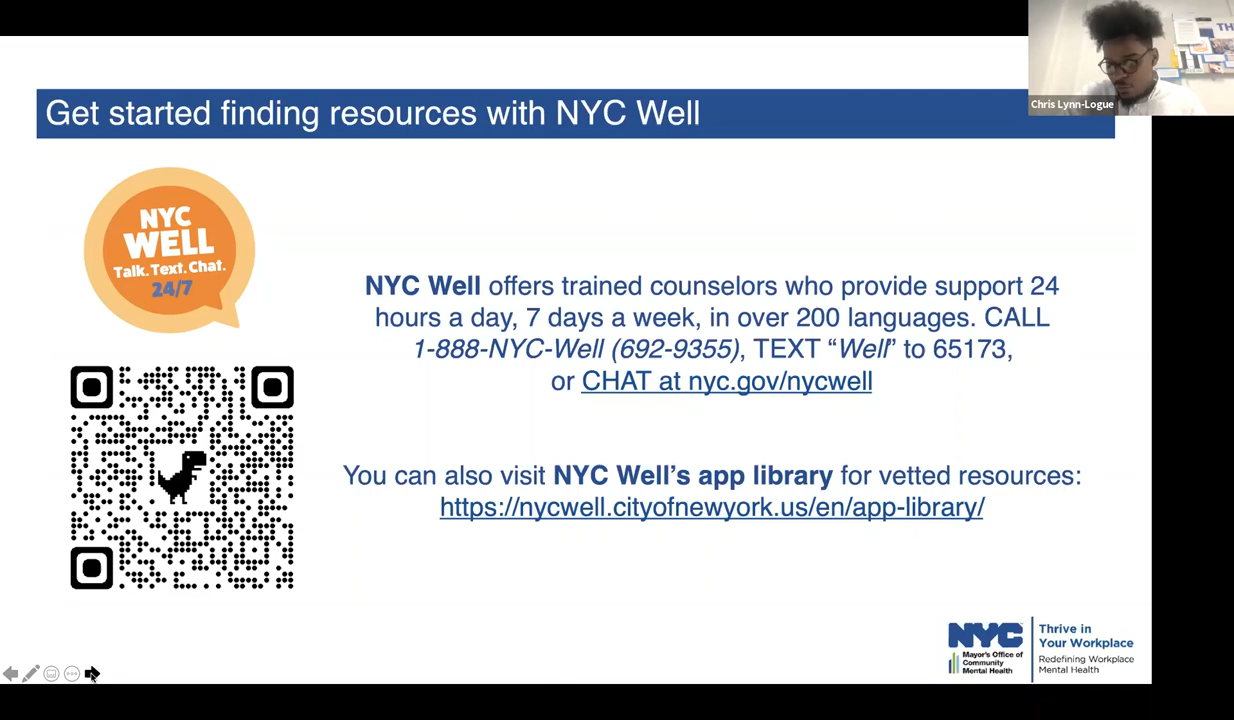 Get started finding resources with NYC Well
Chris Lynn-Logue
TH
NYC
WELL
Talk. Text. Chat.
24/7
NYC Well offers trained counselors who provide support 24
hours a day, 7 days a week, in over 200 languages. CALL
1-888-NYC-Well (692-9355), TEXT “Well” to 65173,
or CHAT at nyc.gov/nycwell
You can also visit NYC Well’s app library for vetted resources:
https://nycwell.cityofnewyork.us/en/app-library/
NYC
Mayor's Office of
Community
Mental Health
Thrive in
Your Workplace
Redefining Workplace
Mental Health